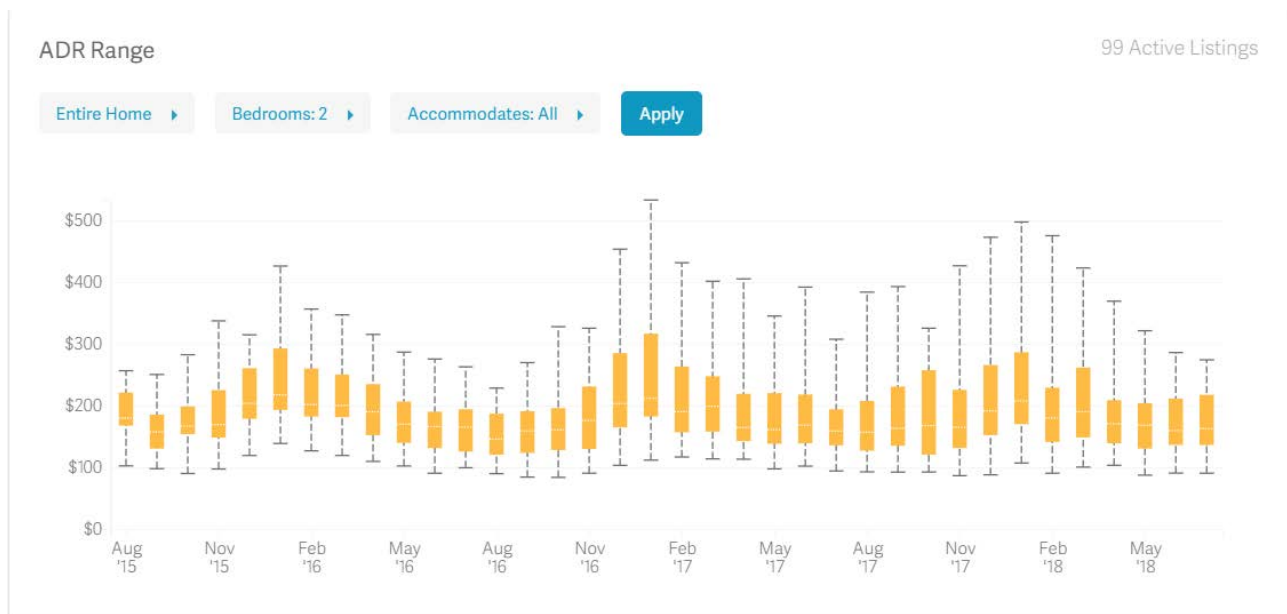 ADR Range
99 Active Listings
Entire Home
Bedrooms: 2
Accommodates: All
Apply
$500
$400
$300
$200
$100
$0
Aug '15
Nov '15
Feb '16
May '16
Aug '16
Nov '16
Feb '17
May '17
Aug '17
Nov '17
Feb '18
May '18